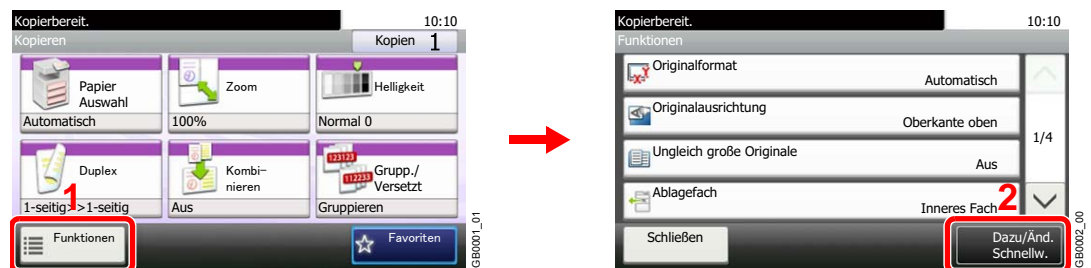 Kopierbereit. 10:10
Kopieren Kopien 1
Papier
Auswahl
Automatisch
Zoom
100%
Helligkeit
Normal 0
Duplex
1-seitig>>1-seitig
Kombi-
nieren
Aus
123123
112233
Grupp./
Versetzt
Gruppieren
1
Funktionen
Favoriten
GB0001_01
Kopierbereit. 10:10
Funktionen
Originalformat
Automatisch
Originalausrichtung
Oberkante oben
1/4
Ungleich große Originale
Aus
Ablagefach
Inneres Fach
2
Schließen
Dazu/Änd.
Schnellw.
GB0002_00